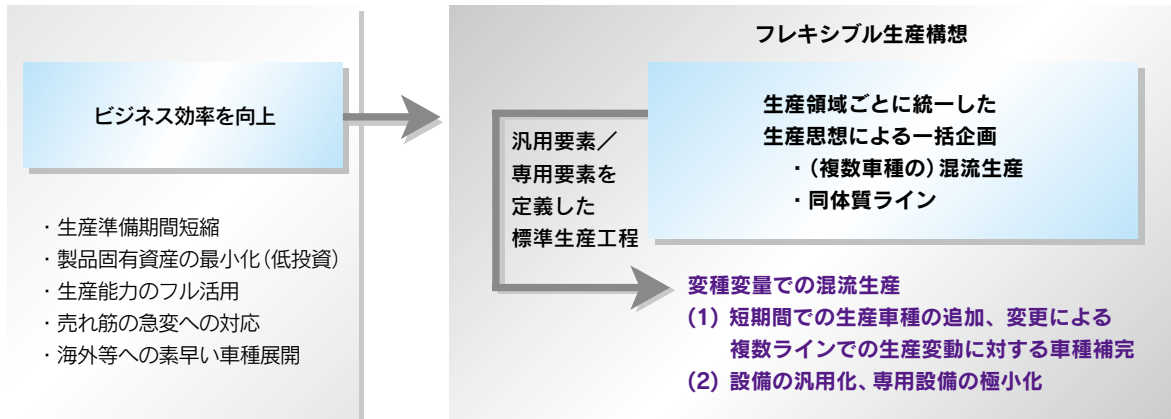 ビジネス効率を向上
・生産準備期間短縮
・製品固有資産の最小化(低投資)
・生産能力のフル活用
・売れ筋の急変への対応
・海外等への素早い車種展開
フレキシブル生産構想
生産領域ごとに統一した
生産思想による一括企画
・(複数車種の)混流生産
・同体質ライン
汎用要素／
専用要素を
定義した
標準生産工程
変種変量での混流生産
(1) 短期間での生産車種の追加、変更による
複数ラインでの生産変動に対する車種補完
(2) 設備の汎用化、専用設備の極小化